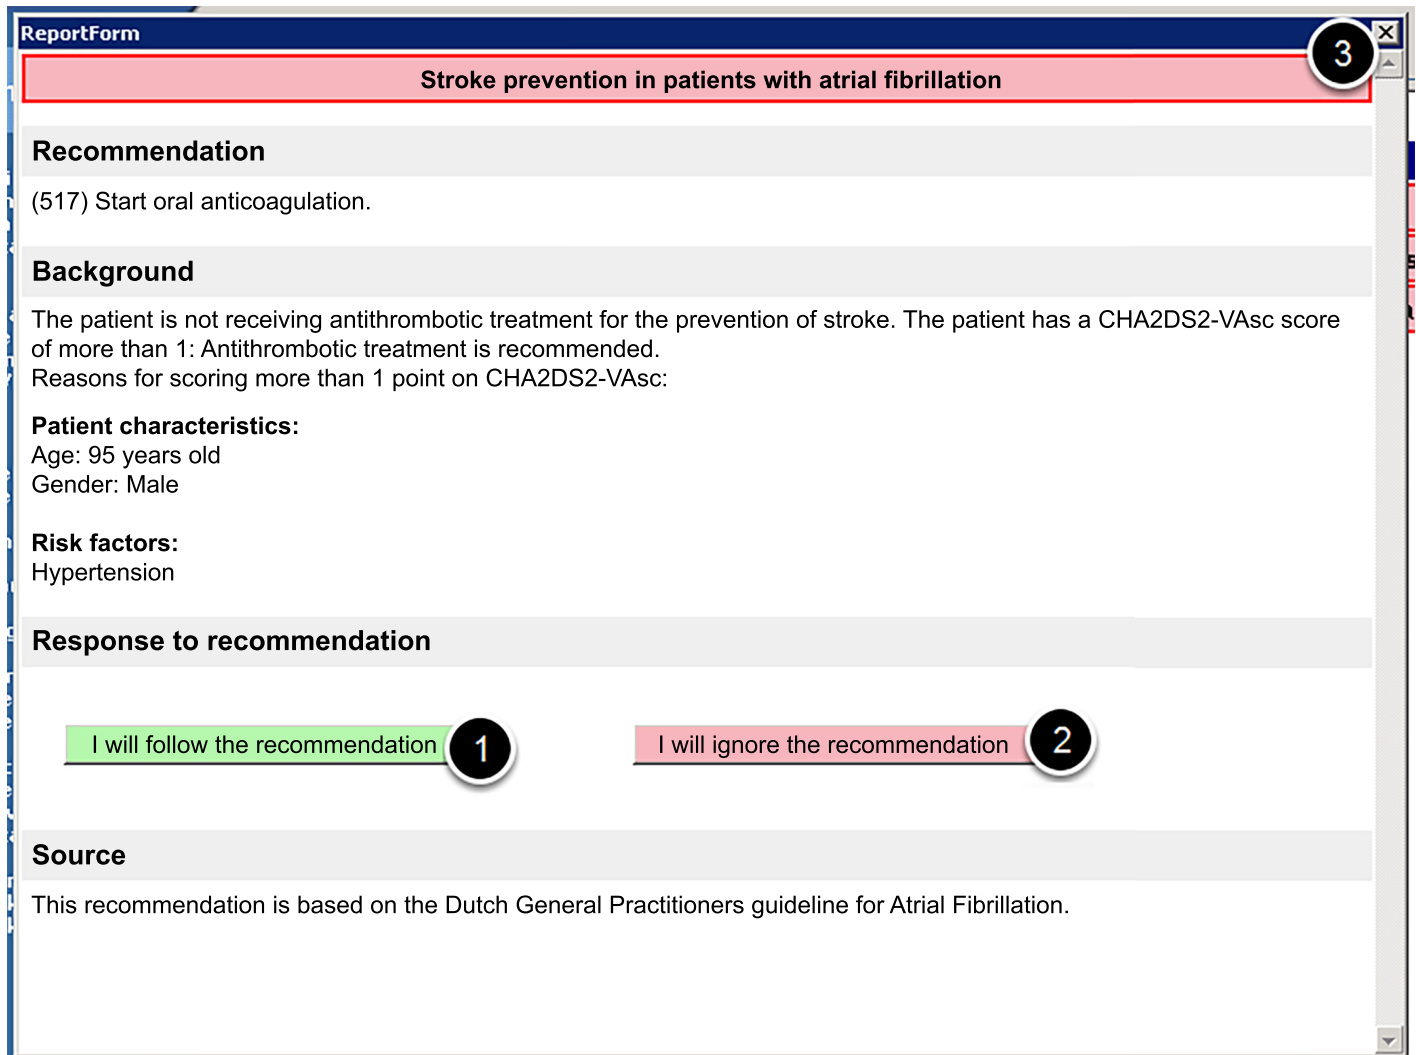 ReportForm
3
Stroke prevention in patients with atrial fibrillation
Recommendation
(517) Start oral anticoagulation.
Background
The patient is not receiving antithrombotic treatment for the prevention of stroke. The patient has a CHA2DS2-VAsc score
of more than 1: Antithrombotic treatment is recommended.
Reasons for scoring more than 1 point on CHA2DS2-VAsc:
Patient characteristics:
Age: 95 years old
Gender: Male
Risk factors:
Hypertension
Response to recommendation
I will follow the recommendation 1
I will ignore the recommendation 2
Source
This recommendation is based on the Dutch General Practitioners guideline for Atrial Fibrillation.